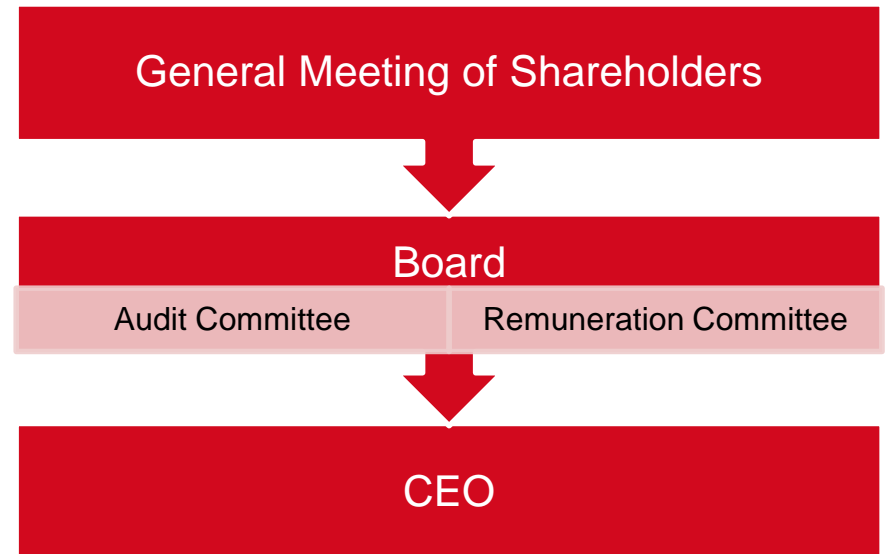 General Meeting of Shareholders
Board
Audit Committee
Remuneration Committee
CEO